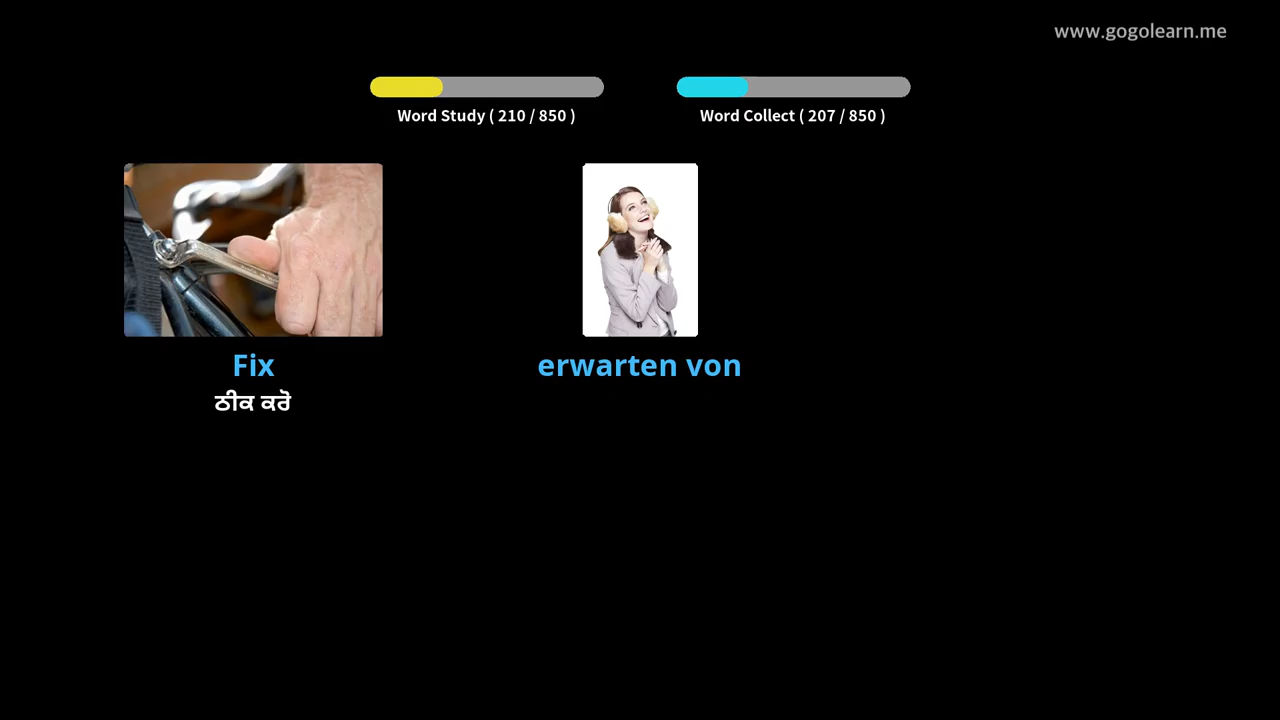 www.gogolearn.me
Word Study ( 210 / 850 )
Word Collect ( 207 / 850 )
Fix
ਠੀਕ ਕਰੋ
erwarten von